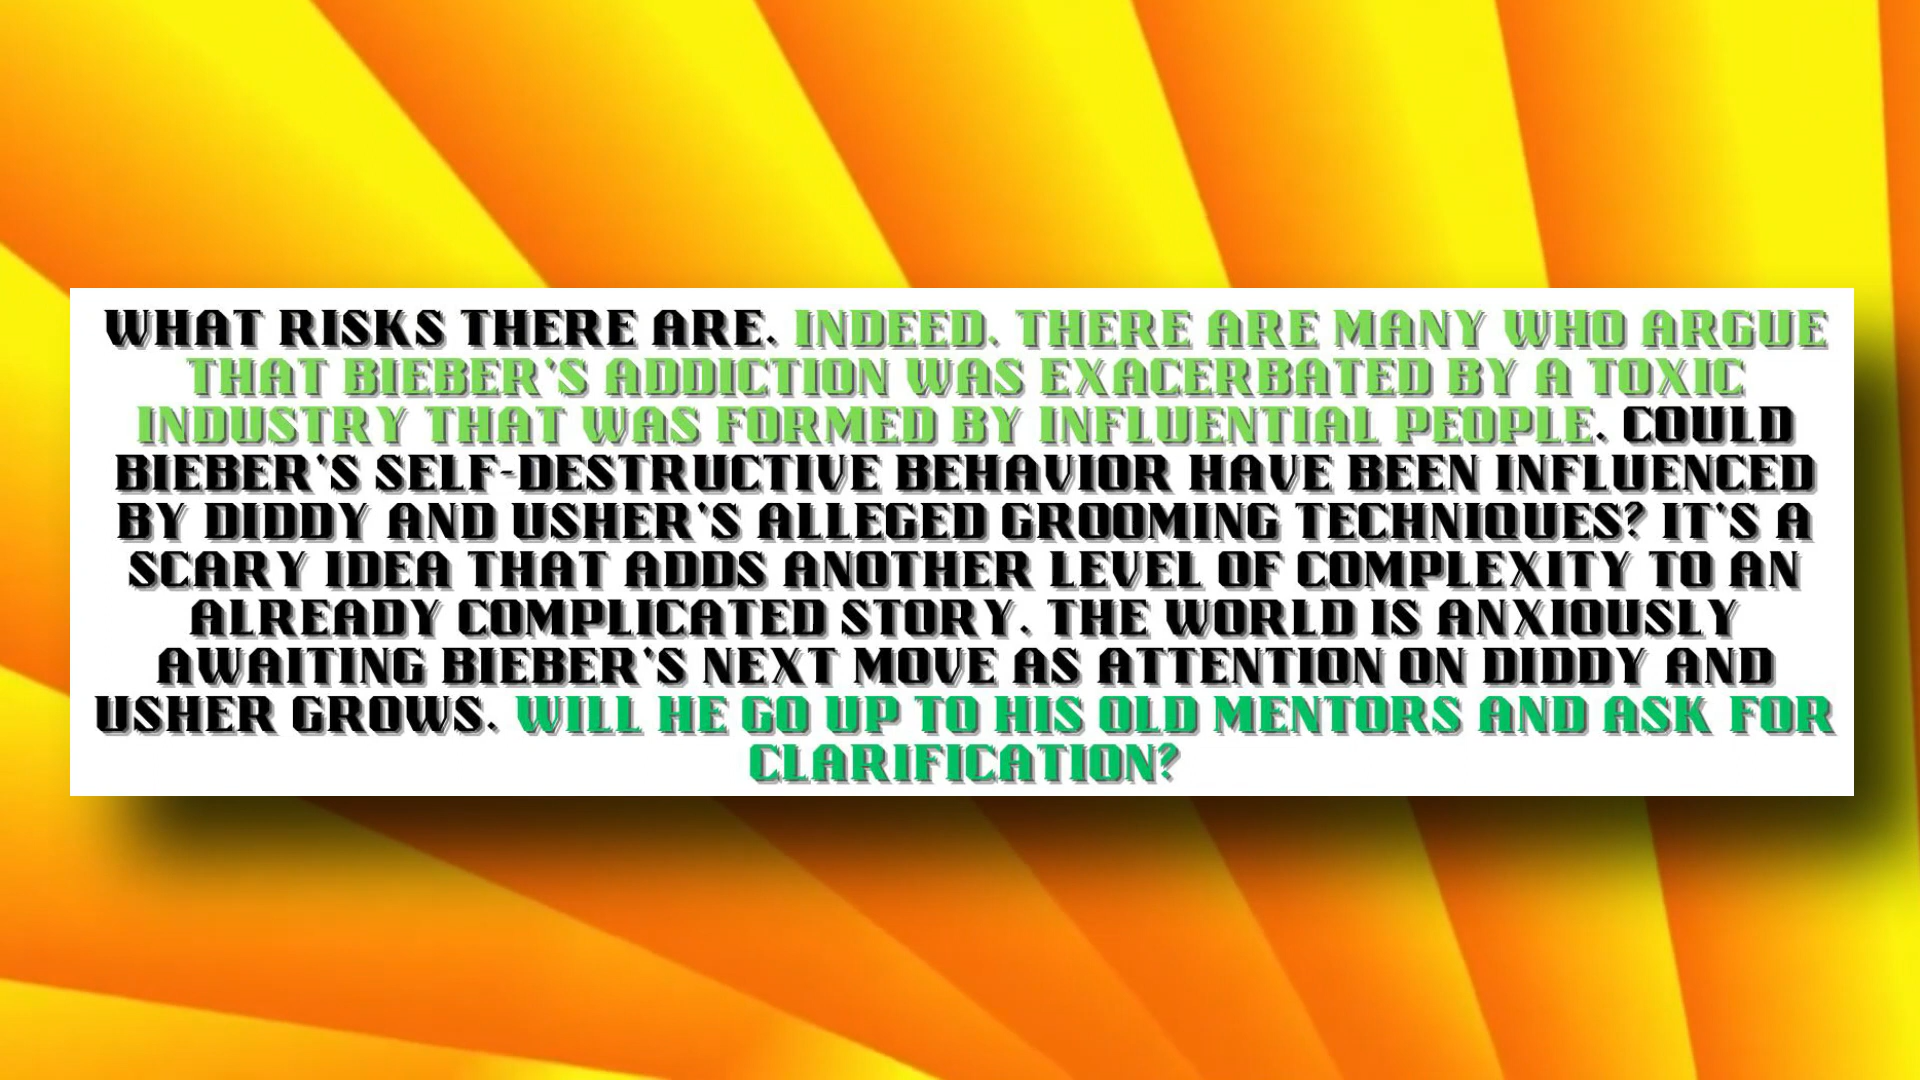 WHAT RISKS THERE ARE. INDEED. THERE ARE MANY WHO ARGUE
THAT BIEBER'S ADDICTION WAS EXACERBATED BY A TOXIC
INDUSTRY THAT WAS FORMED BY INFLUENTIAL PEOPLE. COULD
BIEBER'S SELF-DESTRUCTIVE BEHAVIOR HAVE BEEN INFLUENCED
BY DIDDY AND USHER'S ALLEGED GROOMING TECHNIQUES? IT'S A
SCARY IDEA THAT ADDS ANOTHER LEVEL OF COMPLEXITY TO AN
ALREADY COMPLICATED STORY. THE WORLD IS ANXIOUSLY
AWAITING BIEBER'S NEXT MOVE AS ATTENTION ON DIDDY AND
USHER GROWS. WILL HE GO UP TO HIS OLD MENTORS AND ASK FOR
CLARIFICATION?